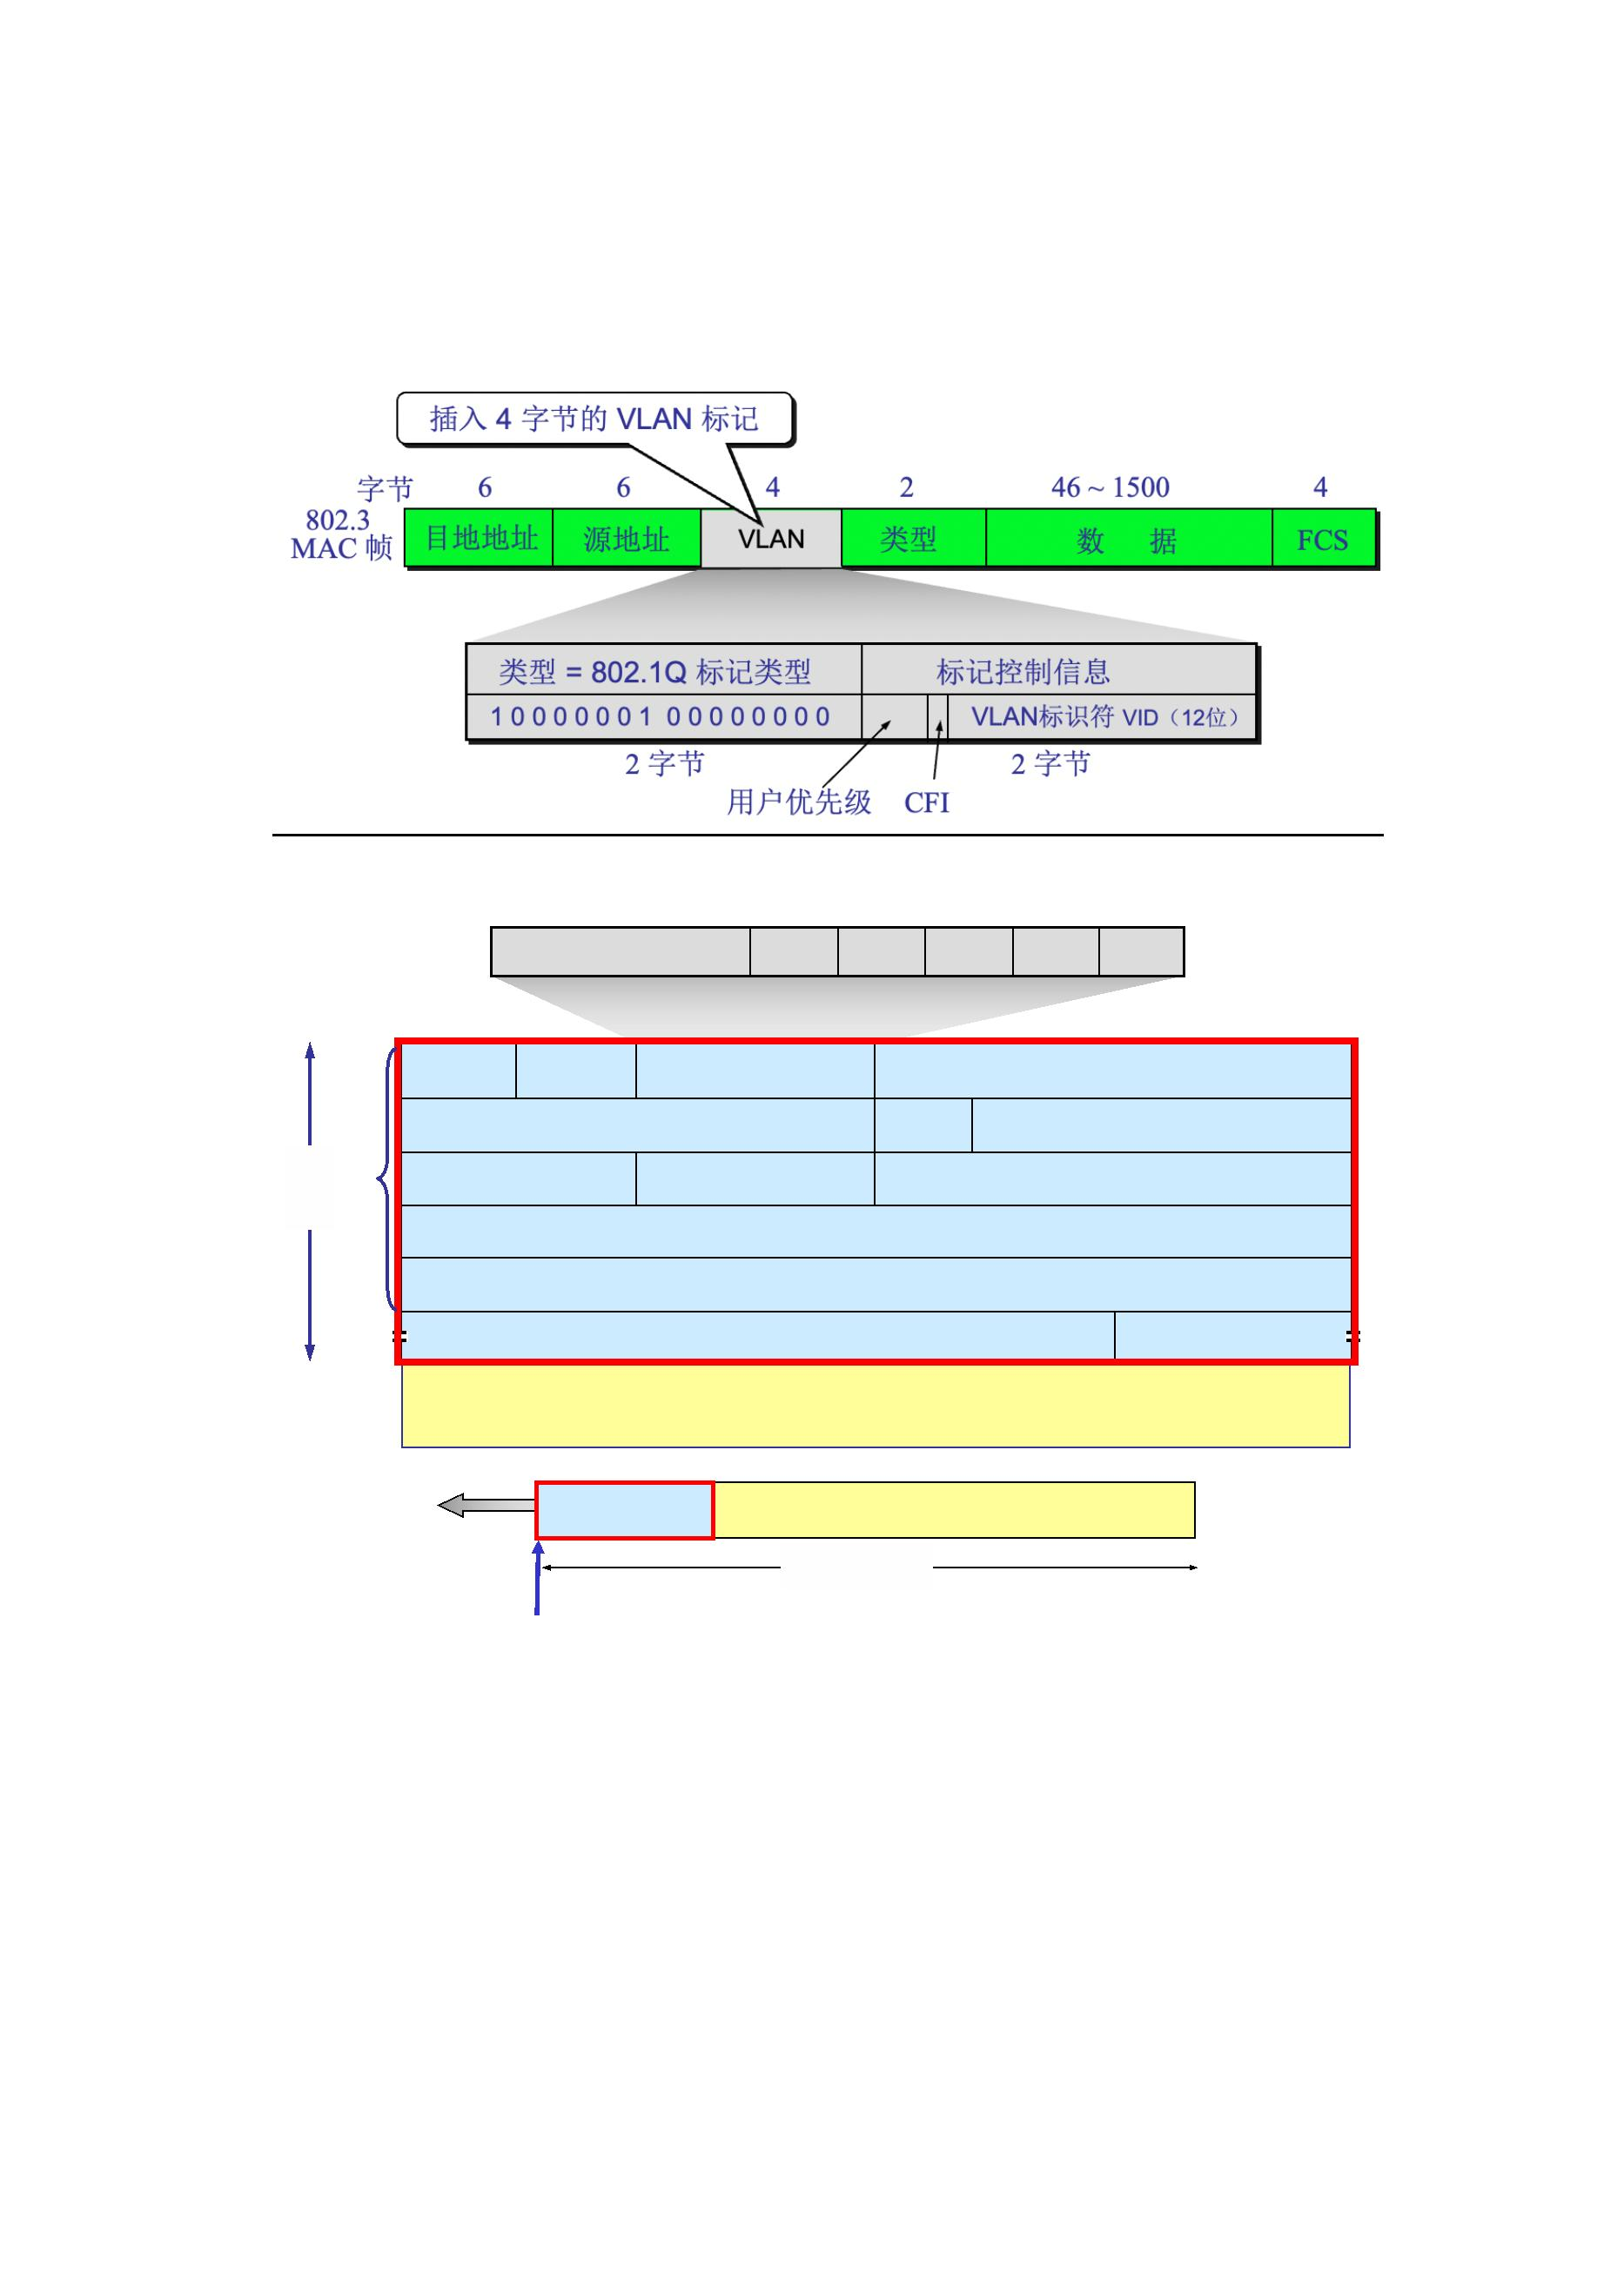 插入 4 字节的 VLAN 标记
字节 6 6 4 2 46 ~ 1500 4
802.3
MAC 帧
目地地址 源地址 VLAN 类型 数 据 FCS
类型 = 802.1Q 标记类型 标记控制信息
1 0 0 0 0 0 0 1 0 0 0 0 0 0 0 0 VLAN标识符 VID（12位）
2 字节 2 字节
用户优先级 CFI